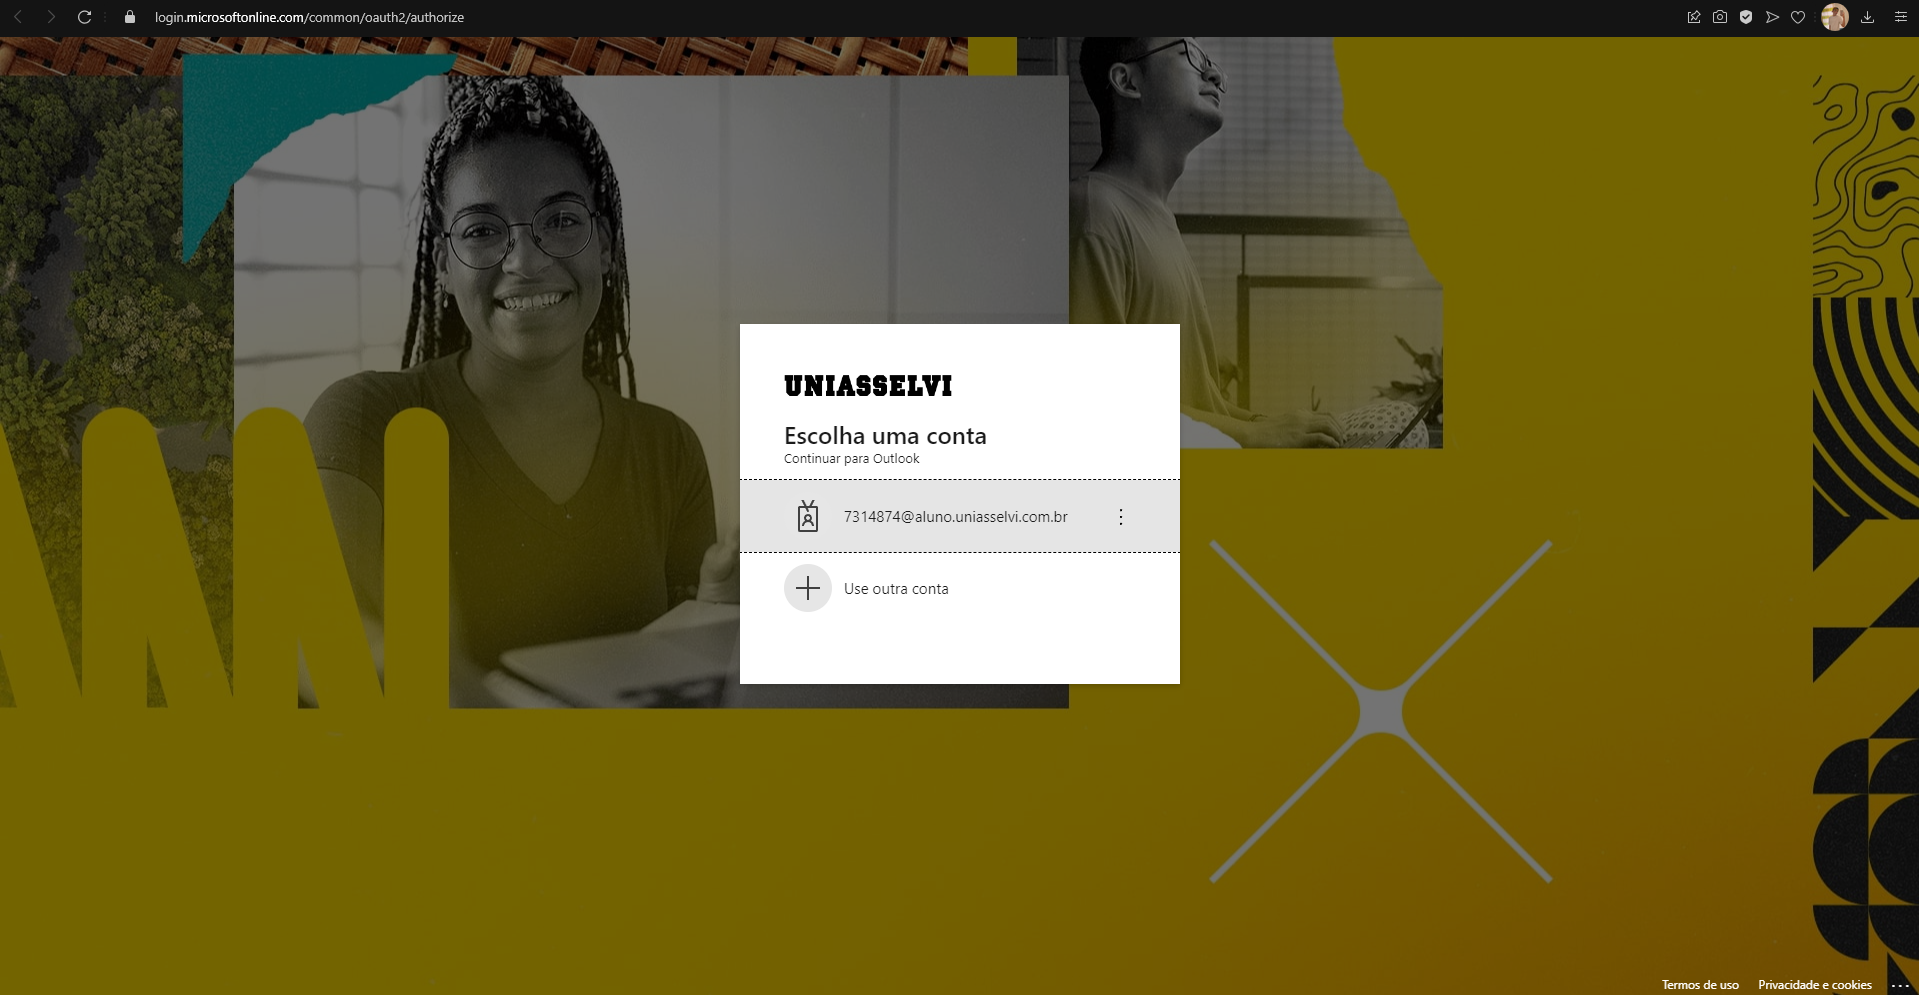 login.microsoftonline.com/common/oauth2/authorize
UNIASSELVI
Escolha uma conta
Continuar para Outlook
7314874@aluno.uniasselvi.com.br
Use outra conta
Termos de uso Privacidade e cookies ...